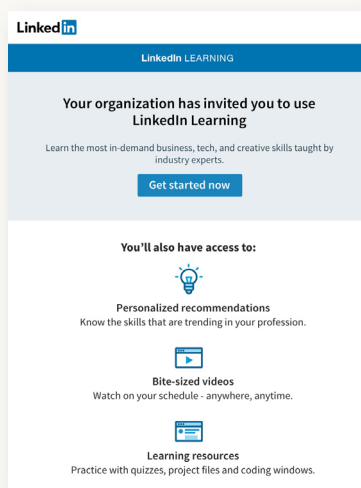 Linked in
LinkedIn LEARNING
Your organization has invited you to use
LinkedIn Learning
Learn the most in-demand business, tech, and creative skills taught by
industry experts.
Get started now
You'll also have access to:
Personalized recommendations
Know the skills that are trending in your profession.
Bite-sized videos
Watch on your schedule - anywhere, anytime.
Learning resources
Practice with quizzes, project files and coding windows.